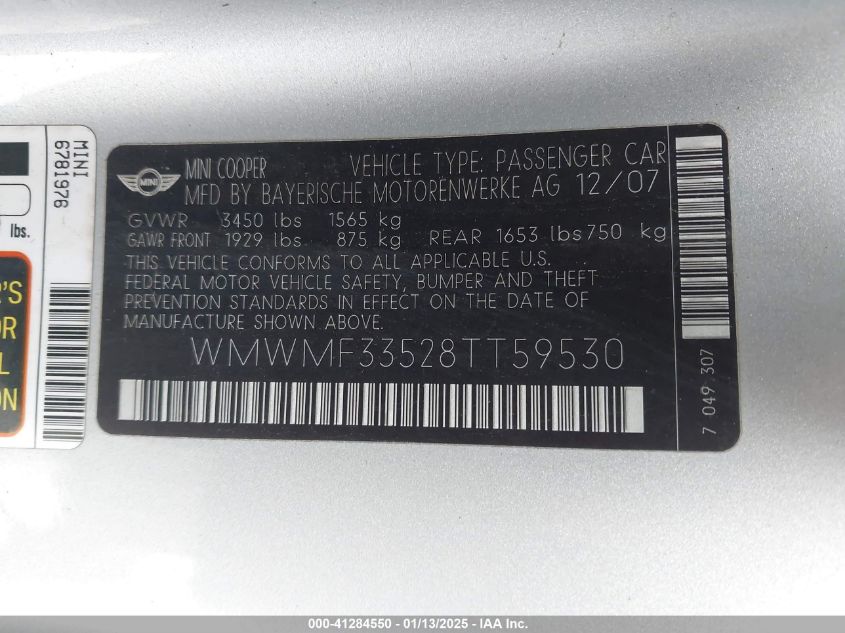 MINI
6781976
lbs.
R'S
OR
L
ON
MINI
MINI COOPER VEHICLE TYPE: PASSENGER CAR
MFD BY BAYERISCHE MOTORENWERKE AG 12/07
GVWR 3450 lbs 1565 kg
GAWR FRONT 1929 lbs 875 kg REAR 1653 lbs 750 kg
THIS VEHICLE CONFORMS TO ALL APPLICABLE U.S.
FEDERAL MOTOR VEHICLE SAFETY, BUMPER AND THEFT
PREVENTION STANDARDS IN EFFECT ON THE DATE OF
MANUFACTURE SHOWN ABOVE.
WMWMF33528TT59530
7 049 307
000-41284550 - 01/13/2025 - IAA Inc.